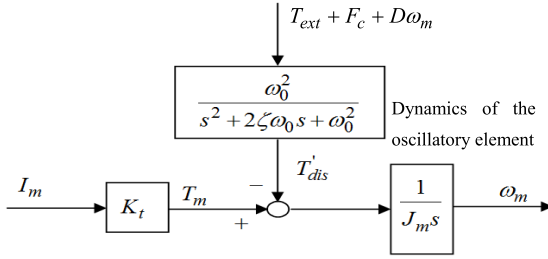 T_ext + F_c + Dω_m
ω_0^2
s^2 + 2ζω_0 s + ω_0^2
Dynamics of the
oscillatory element
T'_dis
−
I_m
K_t
T_m
+
1
J_m s
ω_m